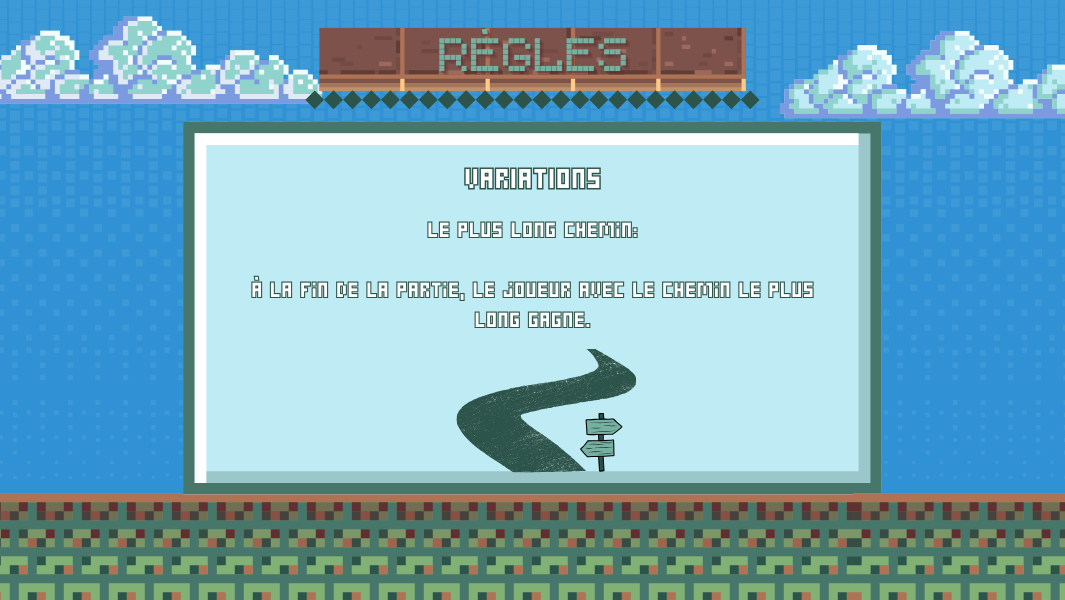 RÈGLES
VARIATIONS
LE PLUS LONG CHEMIN:
À LA FIN DE LA PARTIE, LE JOUEUR AVEC LE CHEMIN LE PLUS
LONG GAGNE.